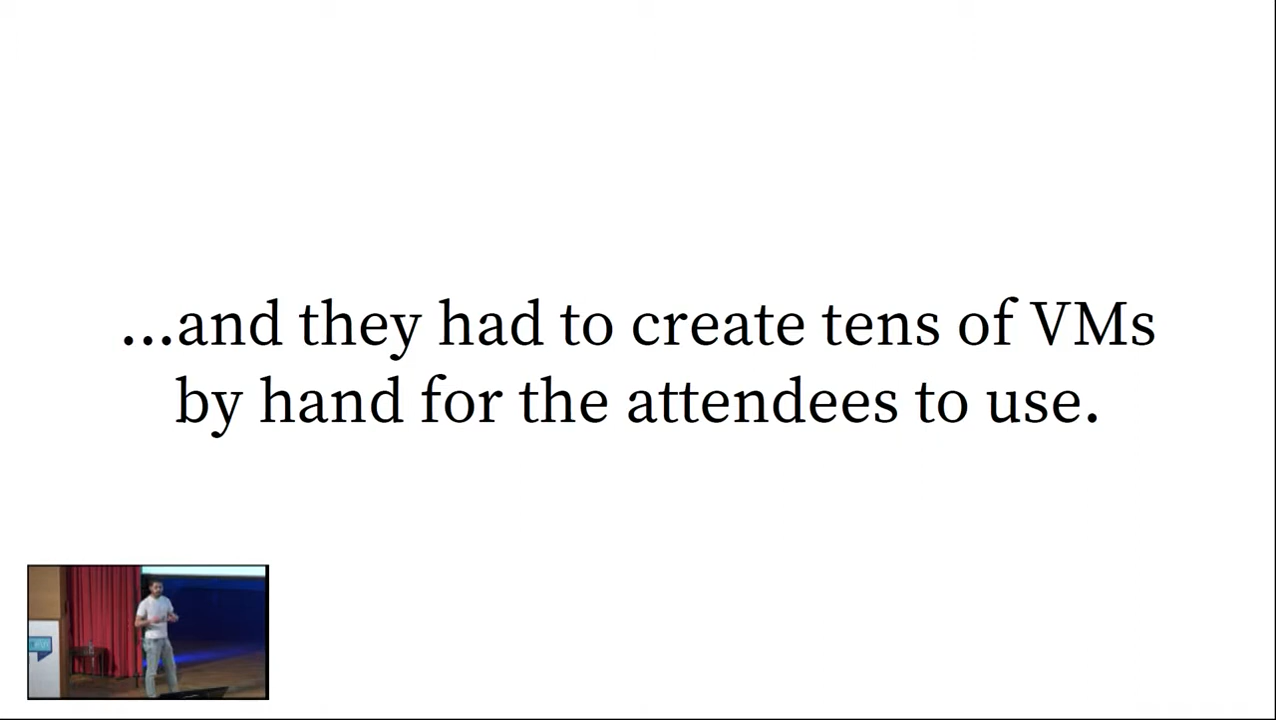 ...and they had to create tens of VMs
by hand for the attendees to use.